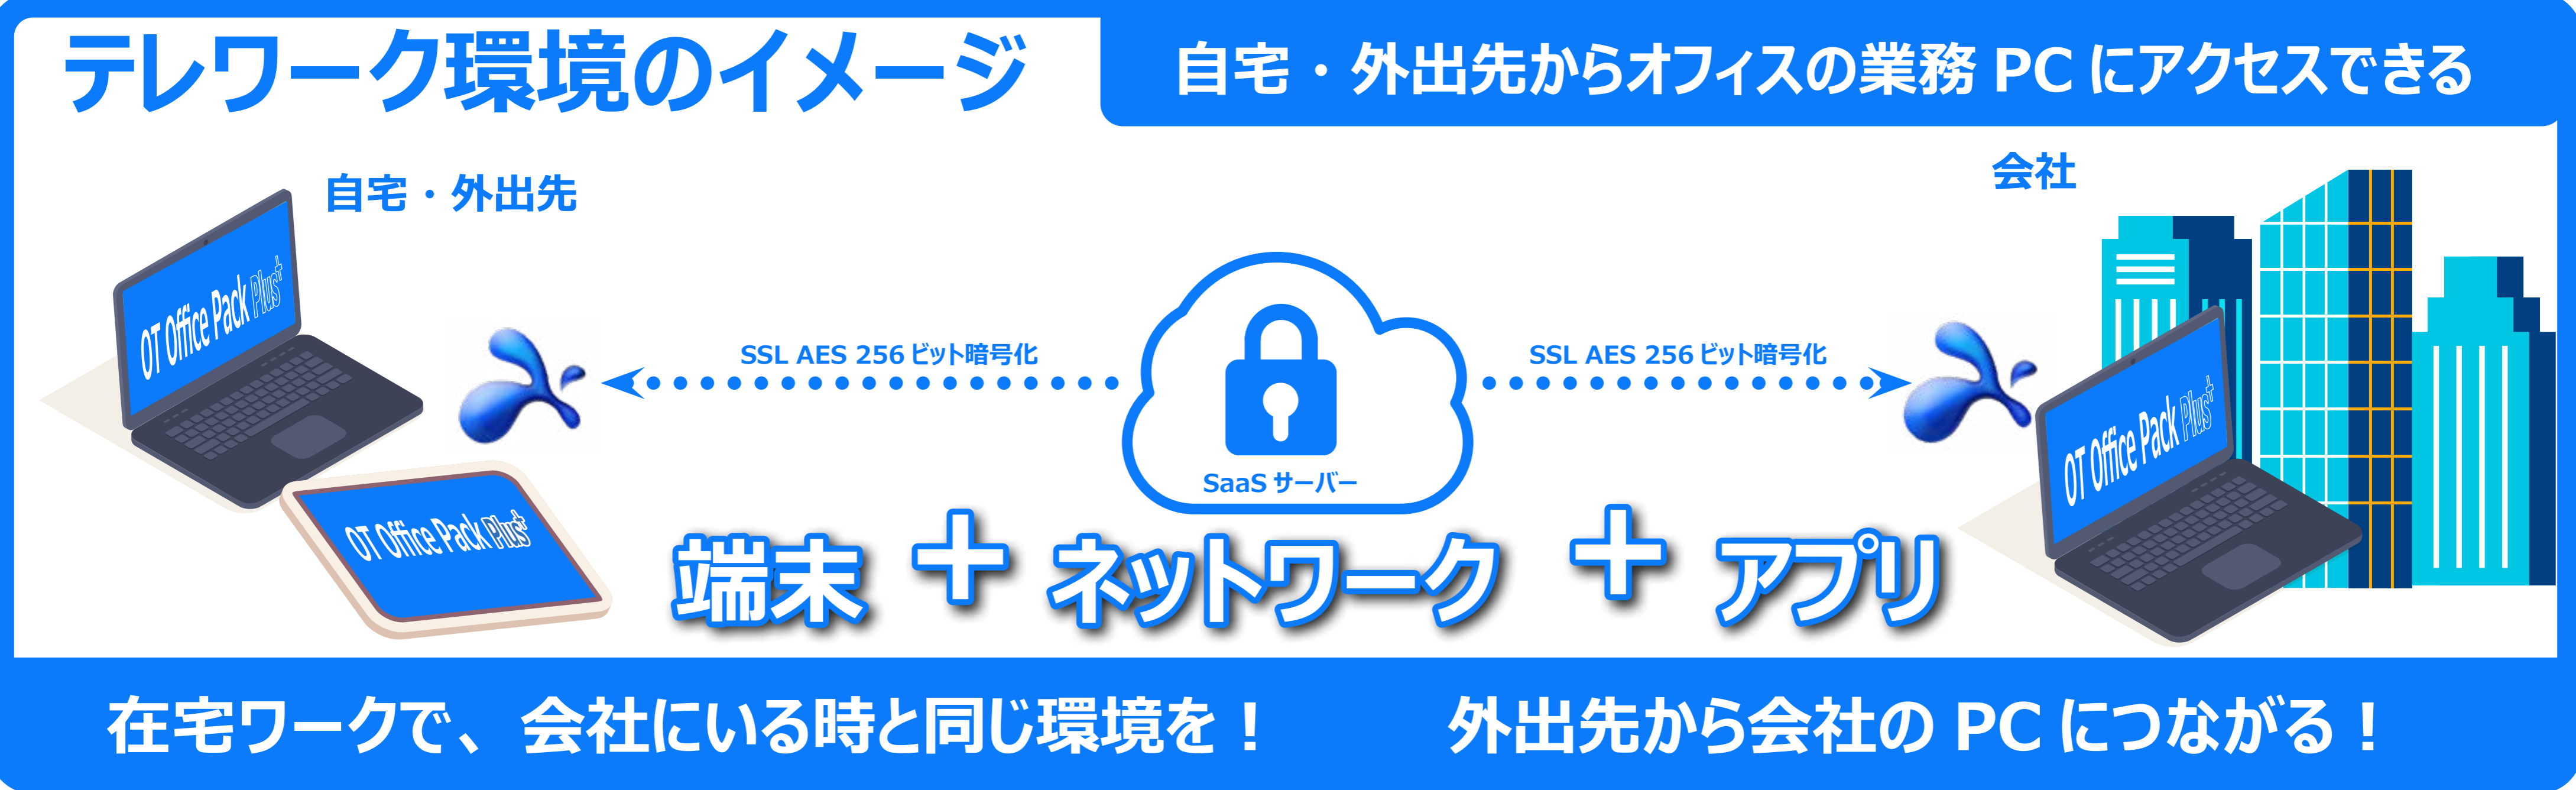 テレワーク環境のイメージ
自宅・外出先からオフィスの業務 PC にアクセスできる
自宅・外出先
会社
OT Office Pack Plus+
SSL AES 256 ビット暗号化
SSL AES 256 ビット暗号化
OT Office Pack Plus+
SaaS サーバー
OT Office Pack Plus+
端末 + ネットワーク + アプリ
在宅ワークで、会社にいる時と同じ環境を！
外出先から会社の PC につながる！